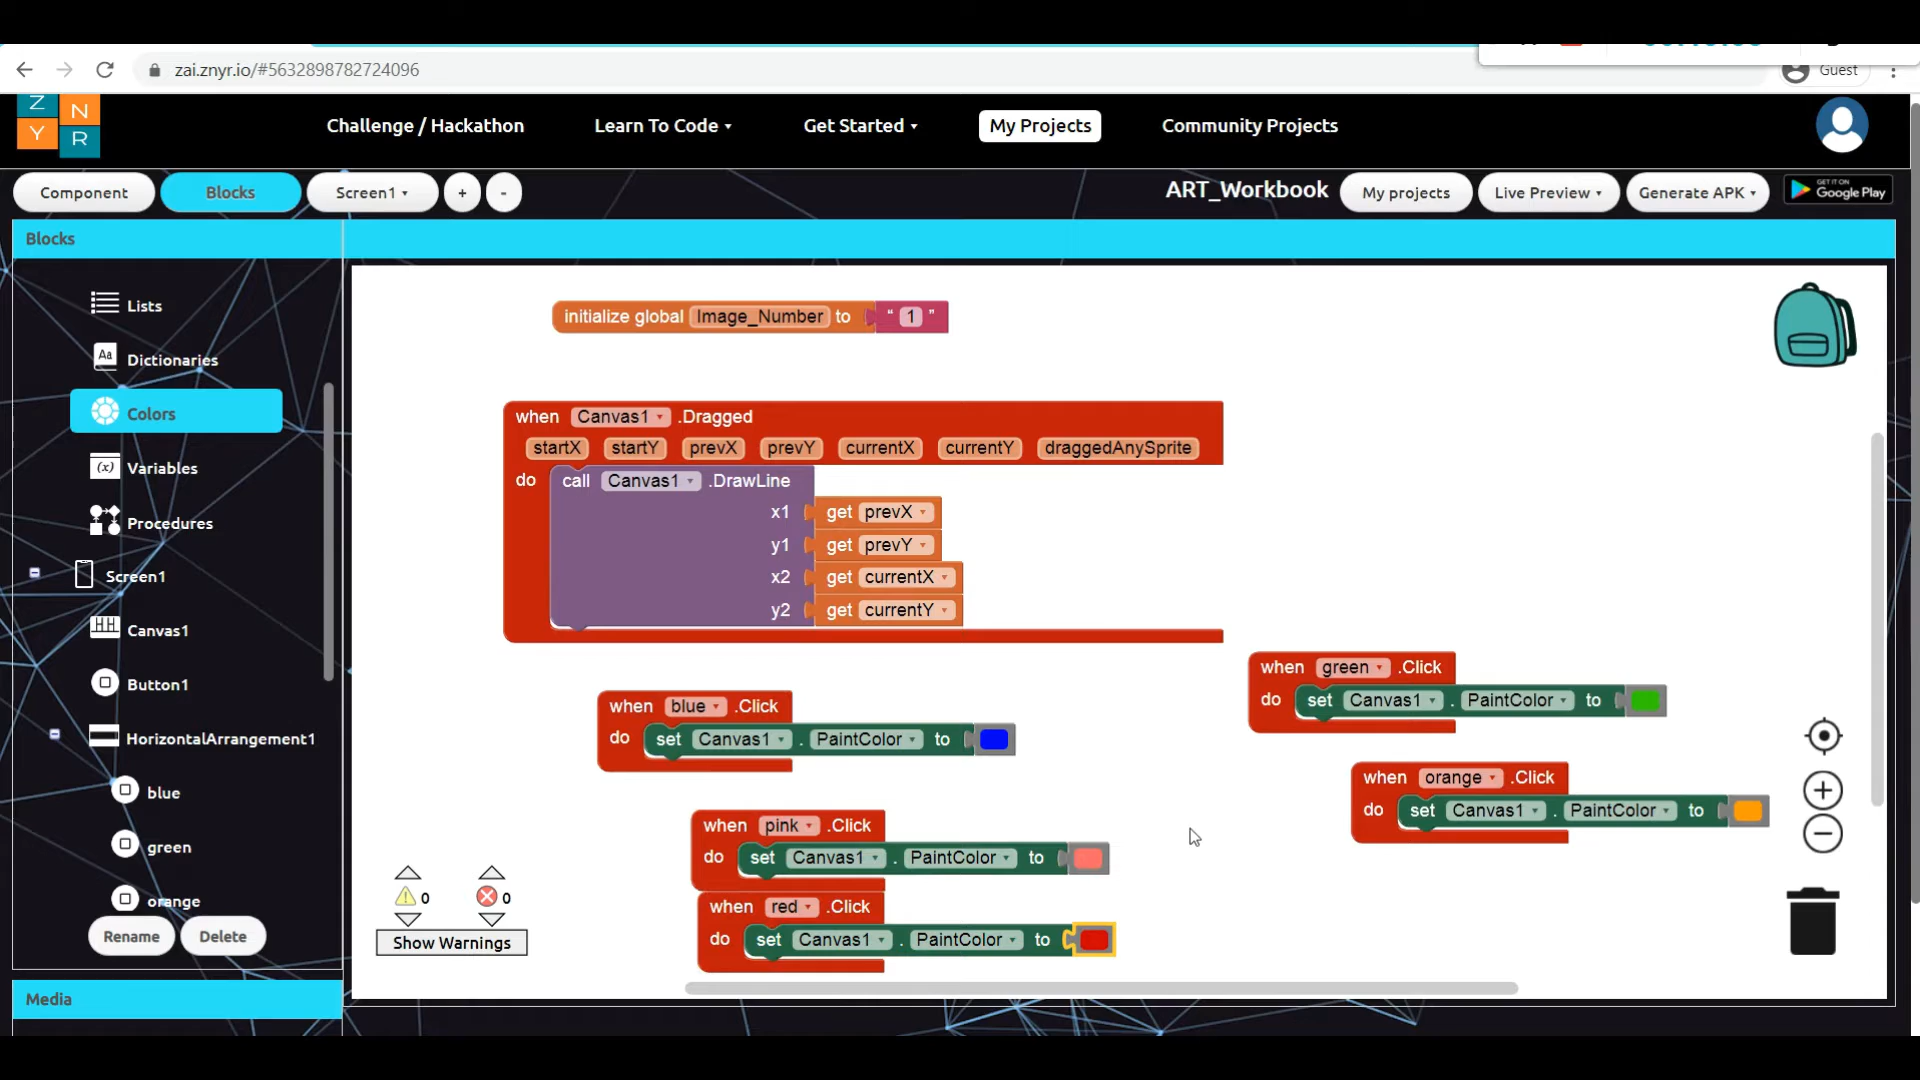 zai.znyr.io/#5632898782724096
Guest
Z N
Y R
Challenge / Hackathon
Learn To Code
Get Started
My Projects
Community Projects
Component
Blocks
Screen1
+
-
ART_Workbook
My projects
Live Preview
Generate APK
GET IT ON
Google Play
Blocks
Lists
Aa
Dictionaries
Colors
(x)
Variables
Procedures
Screen1
Canvas1
Button1
HorizontalArrangement1
blue
green
orange
Rename
Delete
Media
initialize global Image_Number to " 1 "
when Canvas1 .Dragged
startX startY prevX prevY currentX currentY draggedAnySprite
do call Canvas1 .DrawLine
x1 get prevX
y1 get prevY
x2 get currentX
y2 get currentY
when green .Click
do set Canvas1 . PaintColor to
when blue .Click
do set Canvas1 . PaintColor to
when orange .Click
do set Canvas1 . PaintColor to
when pink .Click
do set Canvas1 . PaintColor to
when red .Click
do set Canvas1 . PaintColor to
0 0
Show Warnings